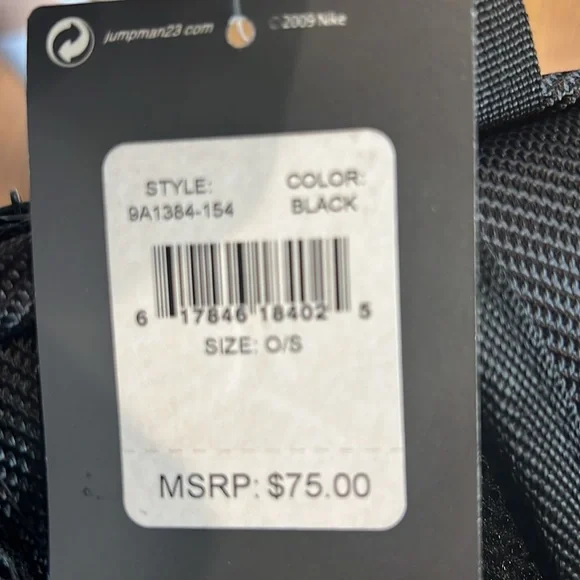 jumpman23.com
© 2009 Nike
STYLE: COLOR:
9A1384-154 BLACK
6 17846 18402 5
SIZE: O/S
MSRP: $75.00